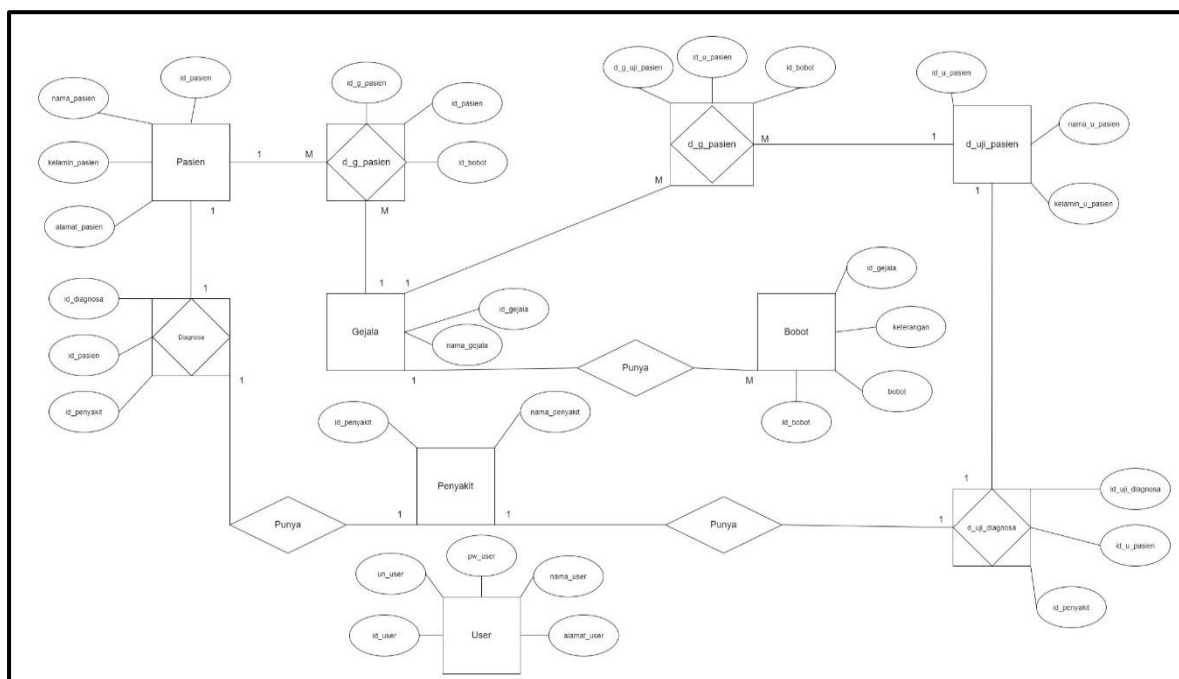 id_pasien
nama_pasien
kelamin_pasien
alamat_pasien
Pasien
1
M
1
id_g_pasien
id_pasien
id_bobot
d_g_pasien
M
d_g_uji_pasien
id_u_pasien
id_bobot
d_g_pasien
M
M
1
id_u_pasien
nama_u_pasien
kelamin_u_pasien
d_uji_pasien
1
1
id_diagnosa
id_pasien
id_penyakit
Diagnosa
1
1
1
Gejala
id_gejala
nama_gejala
1
Punya
M
Bobot
id_gejala
keterangan
bobot
id_bobot
id_penyakit
nama_penyakit
Penyakit
Punya
1
1
Punya
1
1
d_uji_diagnosa
id_uji_diagnosa
id_u_pasien
id_penyakit
un_user
pw_user
nama_user
id_user
User
alamat_user